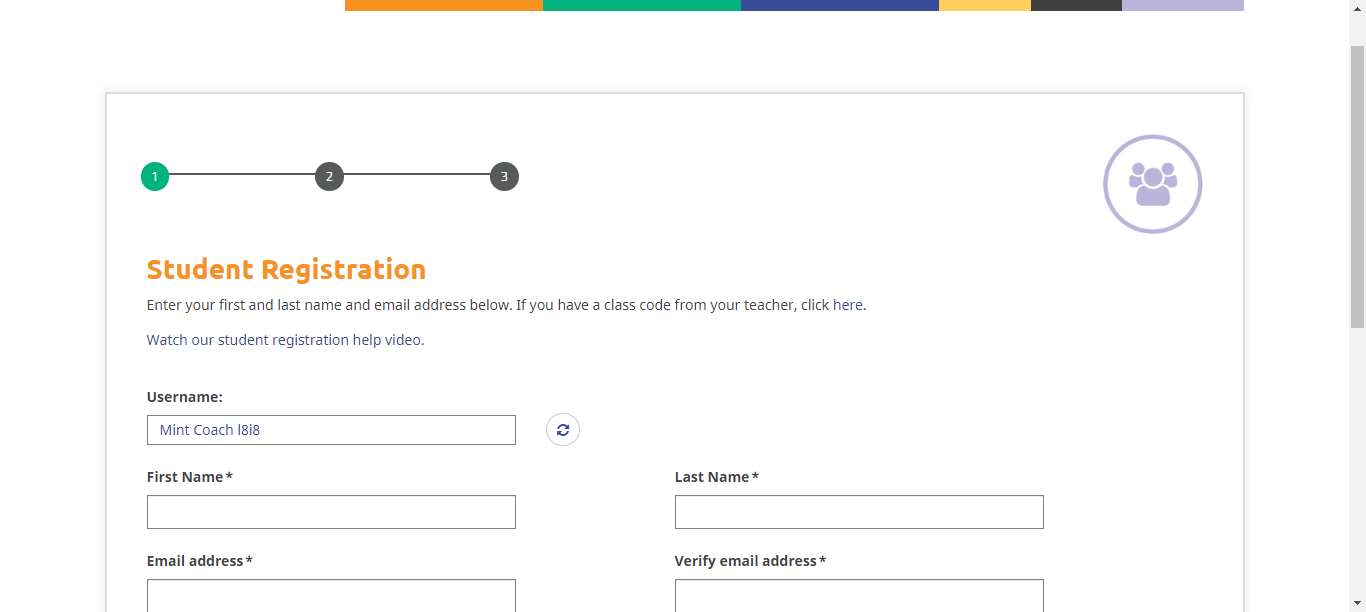 1 2 3
Student Registration
Enter your first and last name and email address below. If you have a class code from your teacher, click here.
Watch our student registration help video.
Username:
Mint Coach l8i8
First Name*
Last Name*
Email address*
Verify email address*